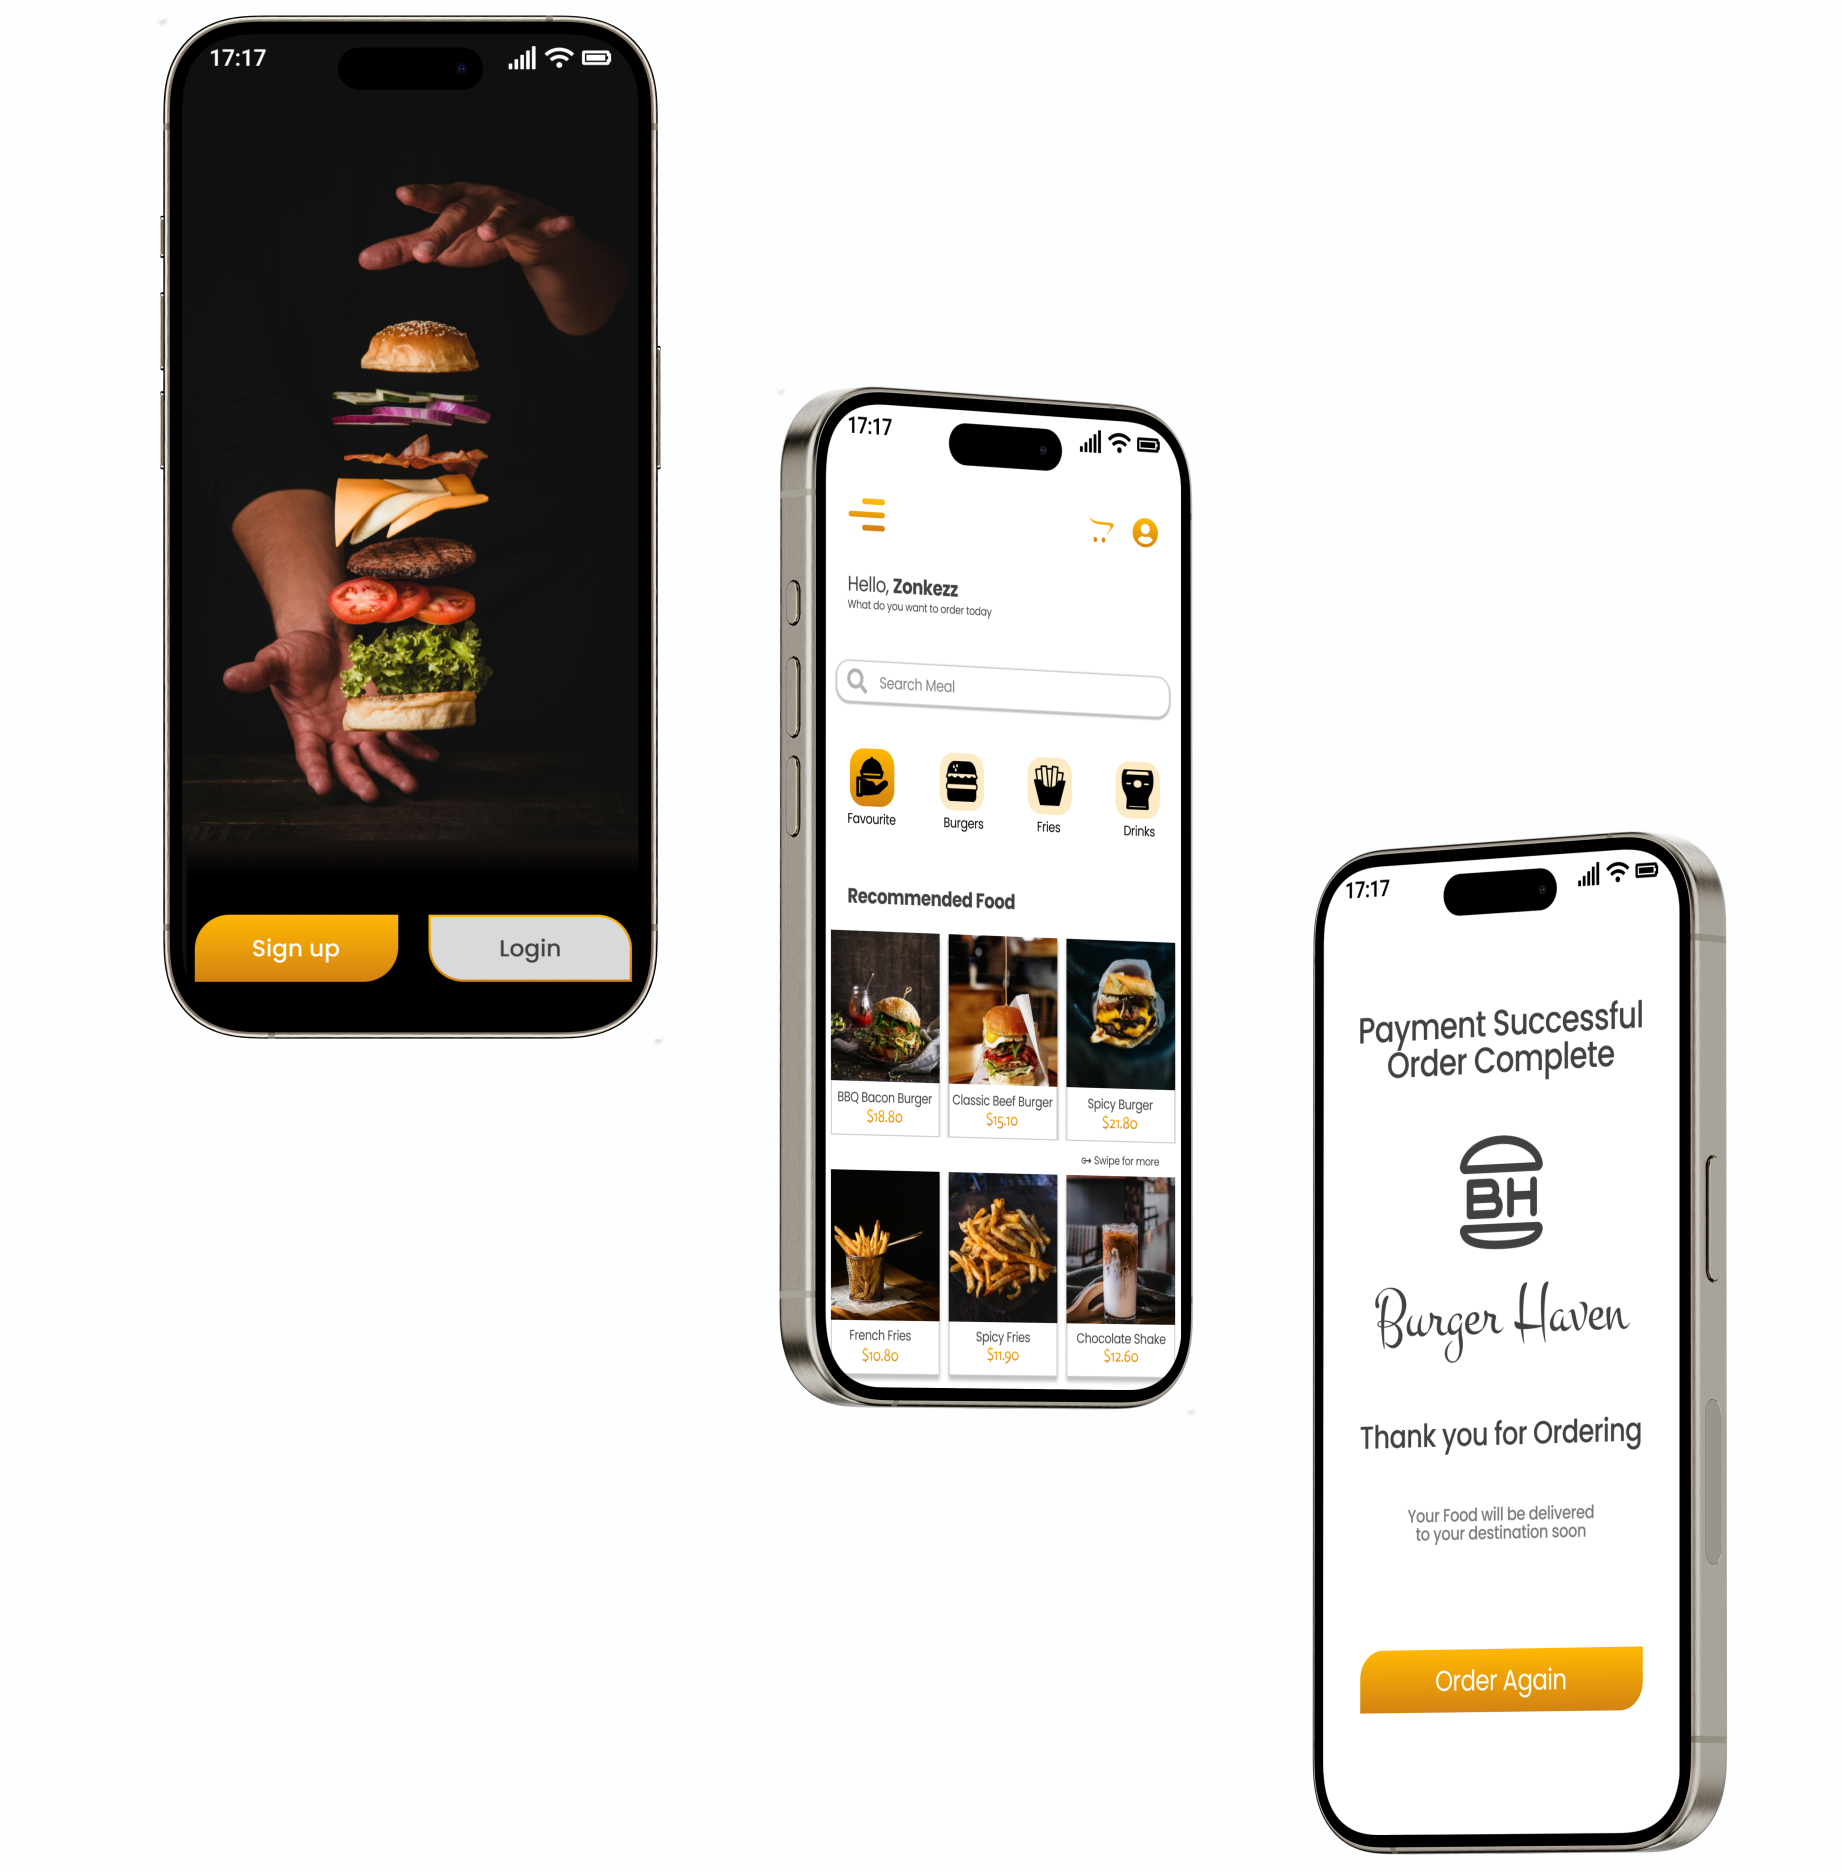 17:17
Sign up
Login
17:17
Hello, Zonkezz
What do you want to order today
Search Meal
Favourite
Burgers
Fries
Drinks
Recommended Food
BBQ Bacon Burger
$18.80
Classic Beef Burger
$15.10
Spicy Burger
$21.80
Swipe for more
French Fries
$10.80
Spicy Fries
$11.90
Chocolate Shake
$12.60
17:17
Payment Successful
Order Complete
BH
Burger Haven
Thank you for Ordering
Your Food will be delivered
to your destination soon
Order Again